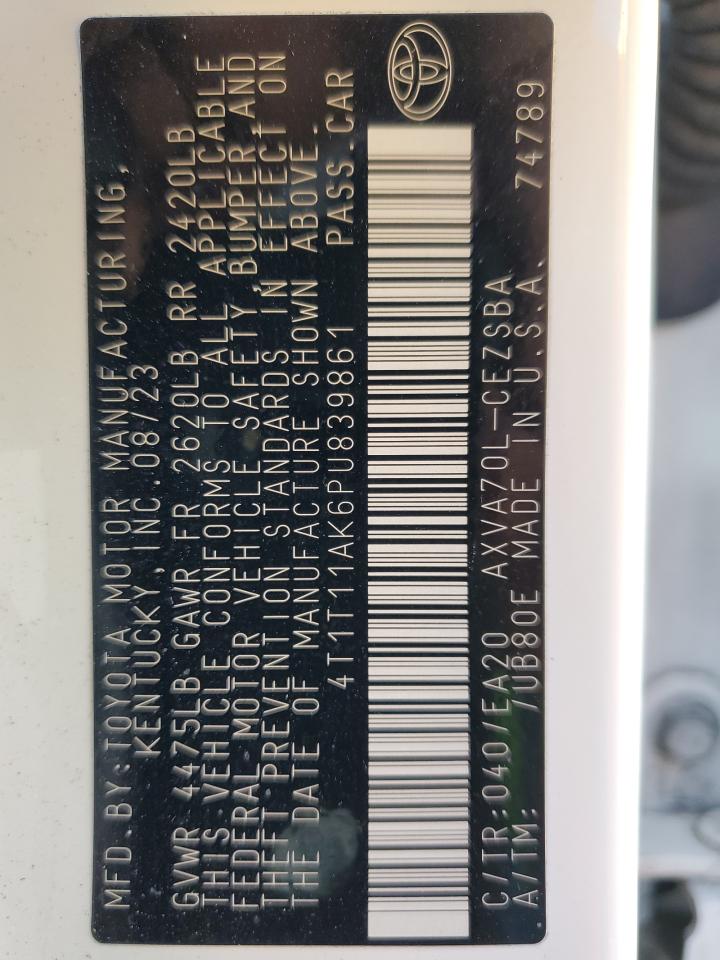 MFD.BY:TOYOTA MOTOR MANUFACTURING,
KENTUCKY, INC.08/23
GVWR 4475LB GAWR FR 2620LB RR 2420LB
THIS VEHICLE CONFORMS TO ALL APPLICABLE
FEDERAL MOTOR VEHICLE SAFETY BUMPER AND
THEFT PREVENTION STANDARDS IN EFFECT ON
THE DATE OF MANUFACTURE SHOWN ABOVE.
4T1T11AK6PU839861 PASS.CAR
C/TR:040/EA20 AXVA70L-CEZSBA
A/TM: /UB80E MADE IN U.S.A. 74789